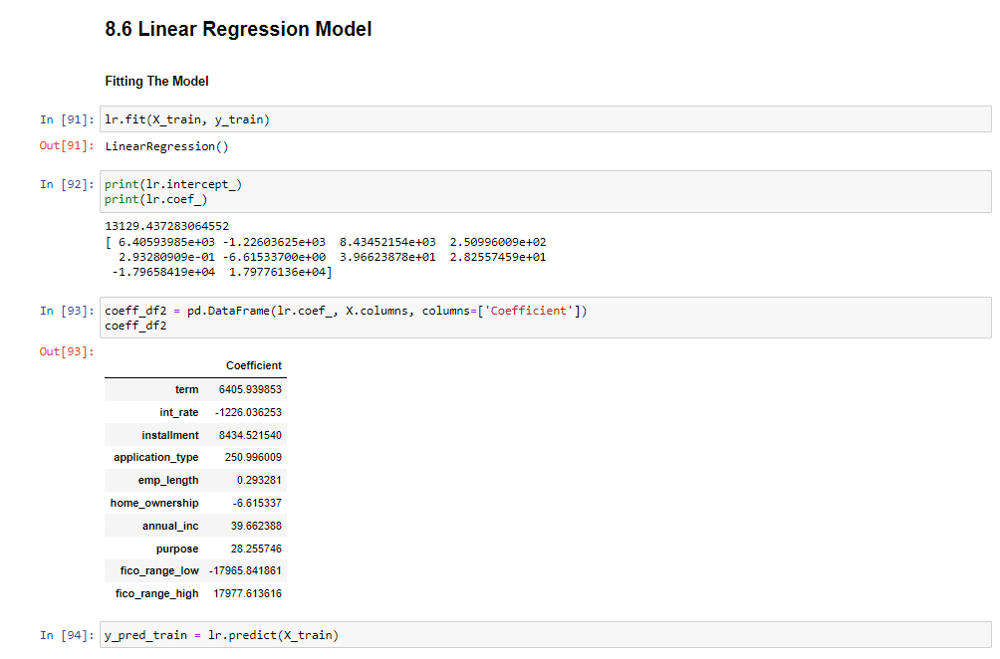 8.6 Linear Regression Model
Fitting The Model
In [91]: lr.fit(X_train, y_train)
Out[91]: LinearRegression()
In [92]: print(lr.intercept_)
print(lr.coef_)
13129.437283064552
[ 6.40593985e+03 -1.22603625e+03  8.43452154e+03  2.50996009e+02
2.93280909e-01 -6.61533700e+00  3.96623878e+01  2.82557459e+01
-1.79658419e+04  1.79776136e+04]
In [93]: coeff_df2 = pd.DataFrame(lr.coef_, X.columns, columns=['Coefficient'])
coeff_df2
Out[93]:
Coefficient
term 6405.939853
int_rate -1226.036253
installment 8434.521540
application_type 250.996009
emp_length 0.293281
home_ownership -6.615337
annual_inc 39.662388
purpose 28.255746
fico_range_low -17965.841861
fico_range_high 17977.613616
In [94]: y_pred_train = lr.predict(X_train)